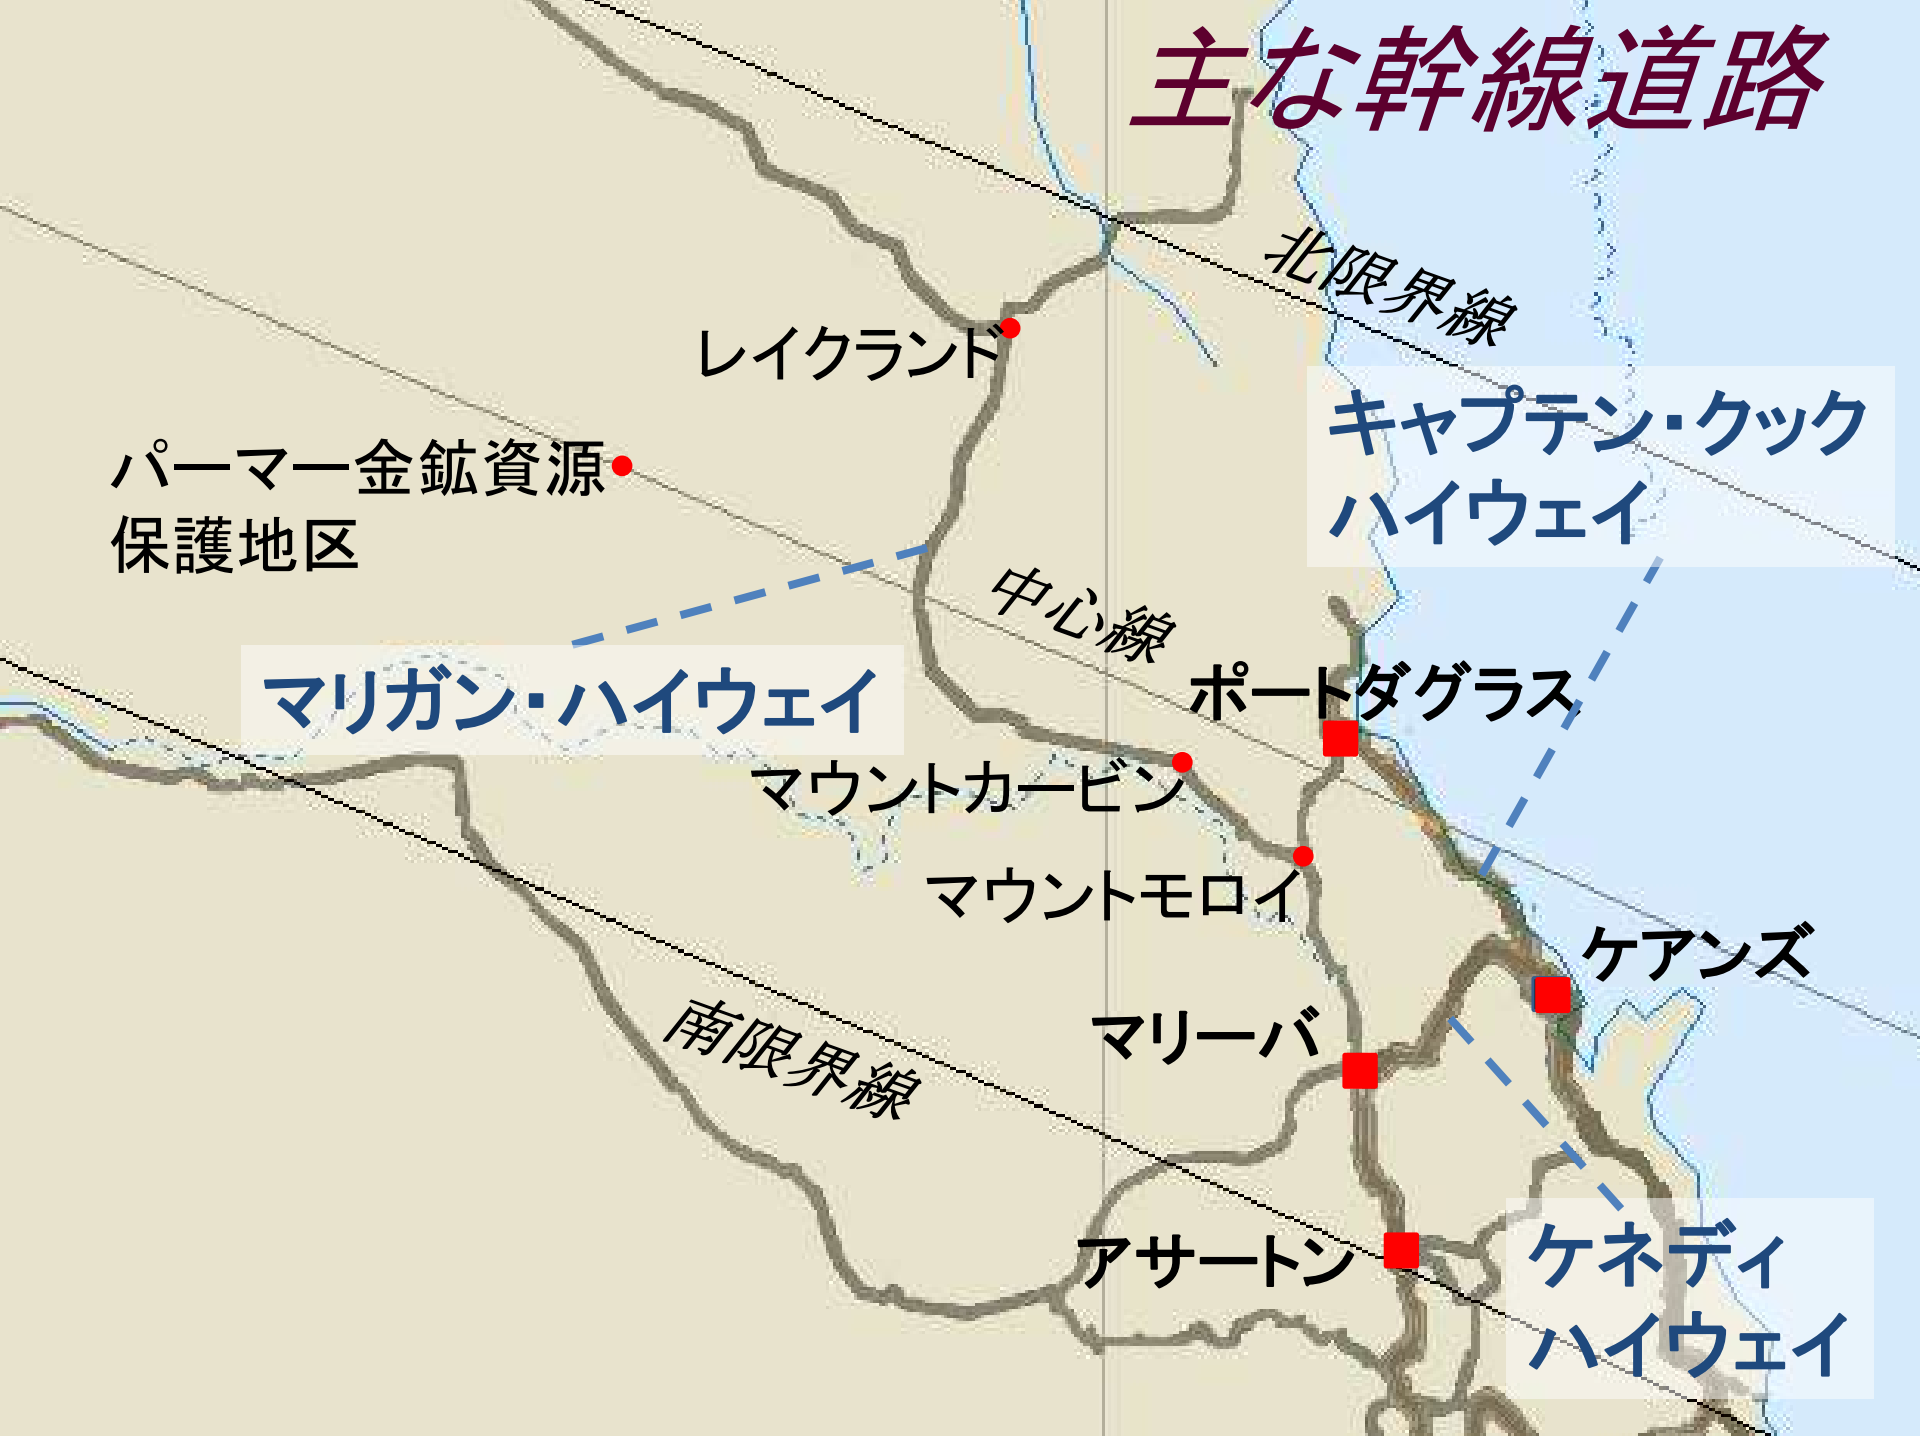 主な幹線道路
北限界線
レイクランド
キャプテン・クック
ハイウェイ
パーマー金鉱資源
保護地区
中心線
マリガン・ハイウェイ
ポートダグラス
マウントカービン
マウントモロイ
ケアンズ
マリーバ
南限界線
アサートン
ケネディ
ハイウェイ